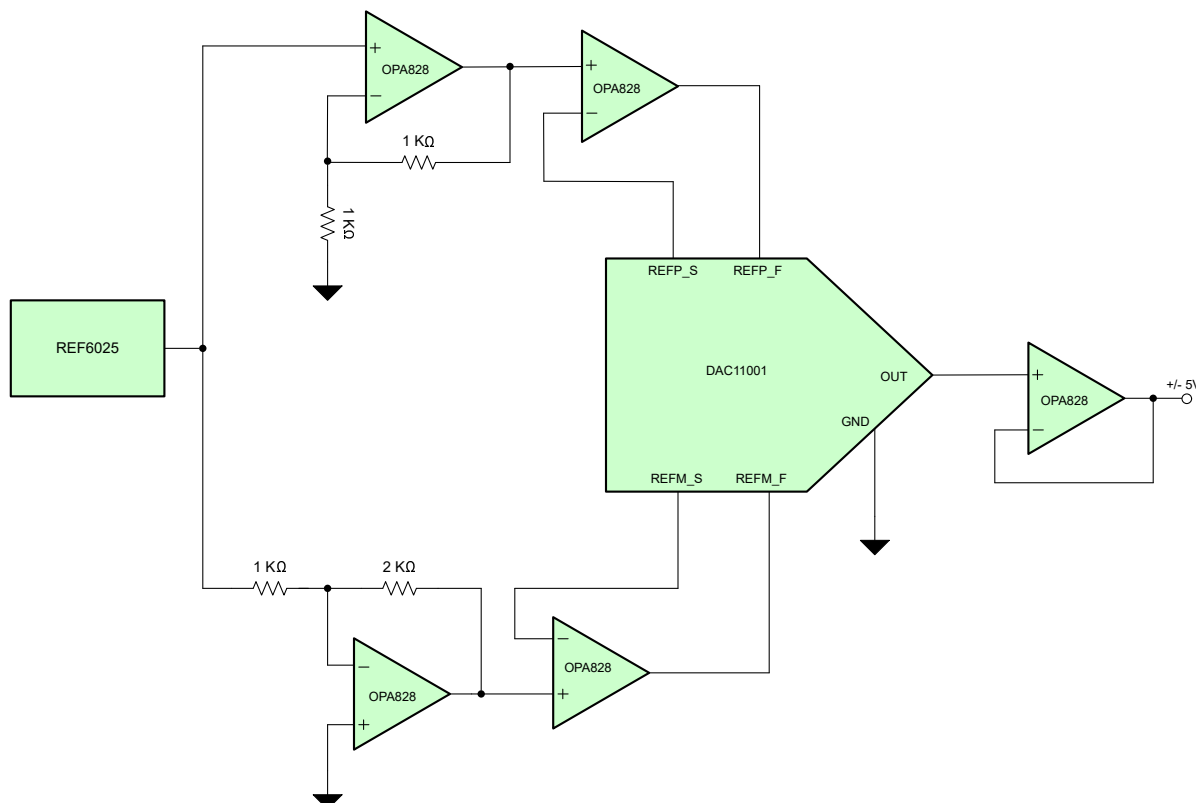 +
OPA828
−
1 KΩ
1 KΩ
+
OPA828
−
REFP_S
REFP_F
REF6025
DAC11001
OUT
GND
REFM_S
REFM_F
+
OPA828
−
+/- 5V
1 KΩ
2 KΩ
−
OPA828
+
−
OPA828
+